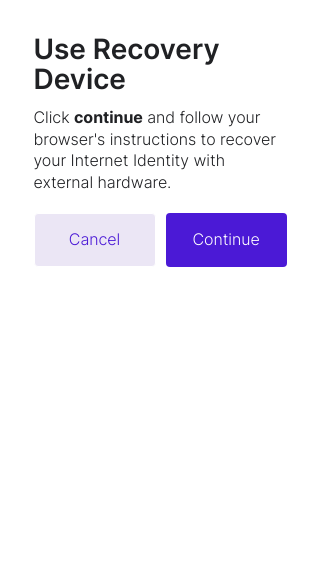 Use Recovery
Device
Click continue and follow your
browser's instructions to recover
your Internet Identity with
external hardware.
Cancel
Continue